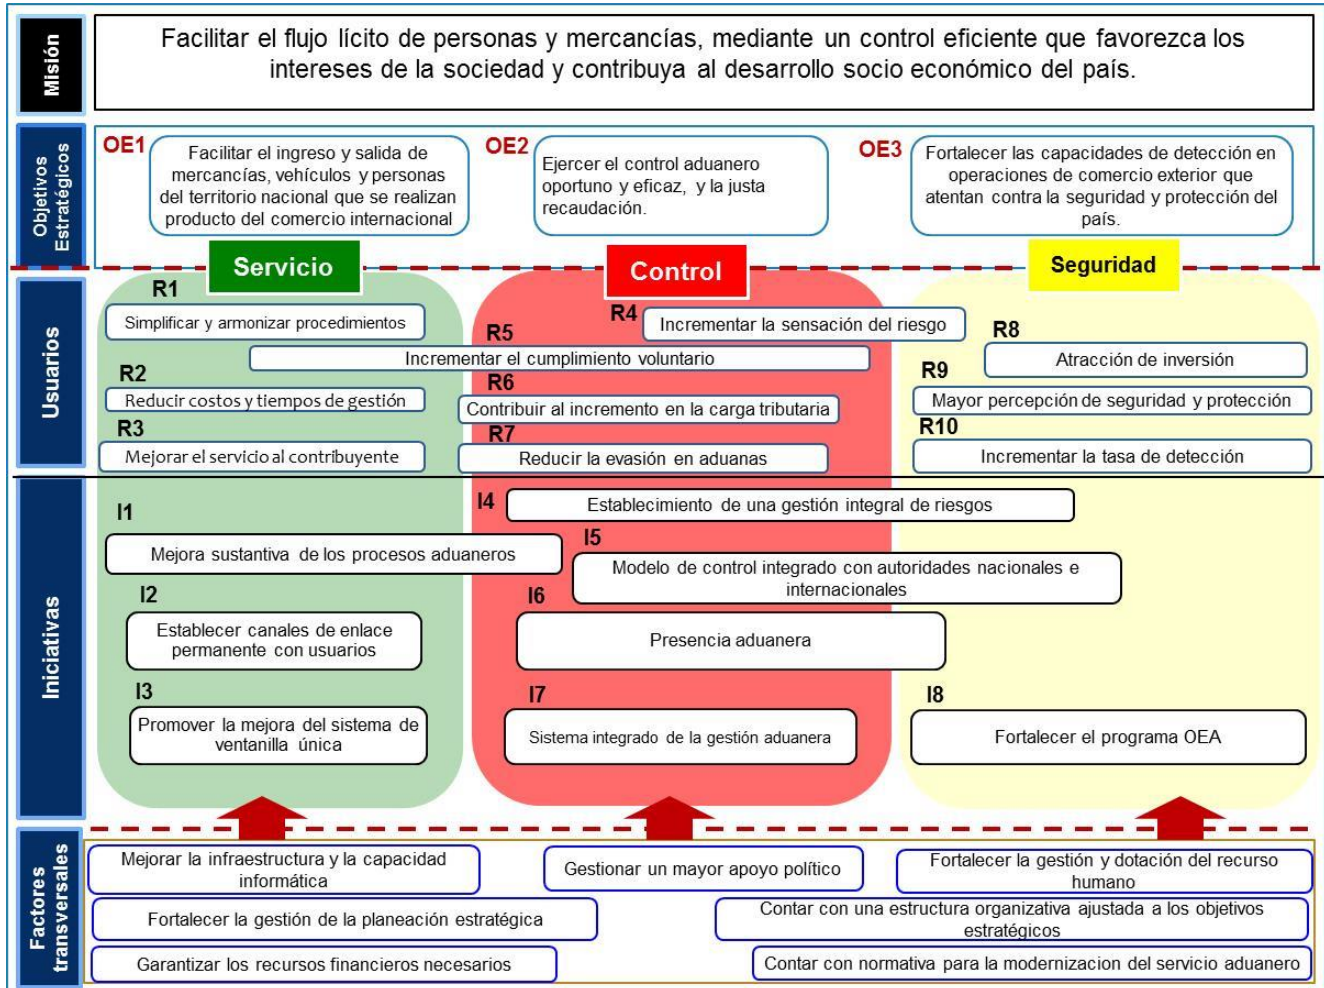 Misión
Facilitar el flujo lícito de personas y mercancías, mediante un control eficiente que favorezca los
intereses de la sociedad y contribuya al desarrollo socio económico del país.
Objetivos
Estratégicos
OE1
Facilitar el ingreso y salida de
mercancías, vehículos y personas
del territorio nacional que se realizan
producto del comercio internacional
OE2
Ejercer el control aduanero
oportuno y eficaz, y la justa
recaudación.
OE3
Fortalecer las capacidades de detección en
operaciones de comercio exterior que
atentan contra la seguridad y protección del
país.
Servicio
Control
Seguridad
Usuarios
R1
Simplificar y armonizar procedimientos
R4
Incrementar la sensación del riesgo
R5
Incrementar el cumplimiento voluntario
R8
Atracción de inversión
R2
Reducir costos y tiempos de gestión
R6
Contribuir al incremento en la carga tributaria
R9
Mayor percepción de seguridad y protección
R3
Mejorar el servicio al contribuyente
R7
Reducir la evasión en aduanas
R10
Incrementar la tasa de detección
Iniciativas
I4
Establecimiento de una gestión integral de riesgos
I1
Mejora sustantiva de los procesos aduaneros
I5
Modelo de control integrado con autoridades nacionales e
internacionales
I2
Establecer canales de enlace
permanente con usuarios
I6
Presencia aduanera
I3
Promover la mejora del sistema de
ventanilla única
I7
Sistema integrado de la gestión aduanera
I8
Fortalecer el programa OEA
Factores
transversales
Mejorar la infraestructura y la capacidad
informática
Gestionar un mayor apoyo político
Fortalecer la gestión y dotación del recurso
humano
Fortalecer la gestión de la planeación estratégica
Contar con una estructura organizativa ajustada a los objetivos
estratégicos
Garantizar los recursos financieros necesarios
Contar con normativa para la modernizacion del servicio aduanero